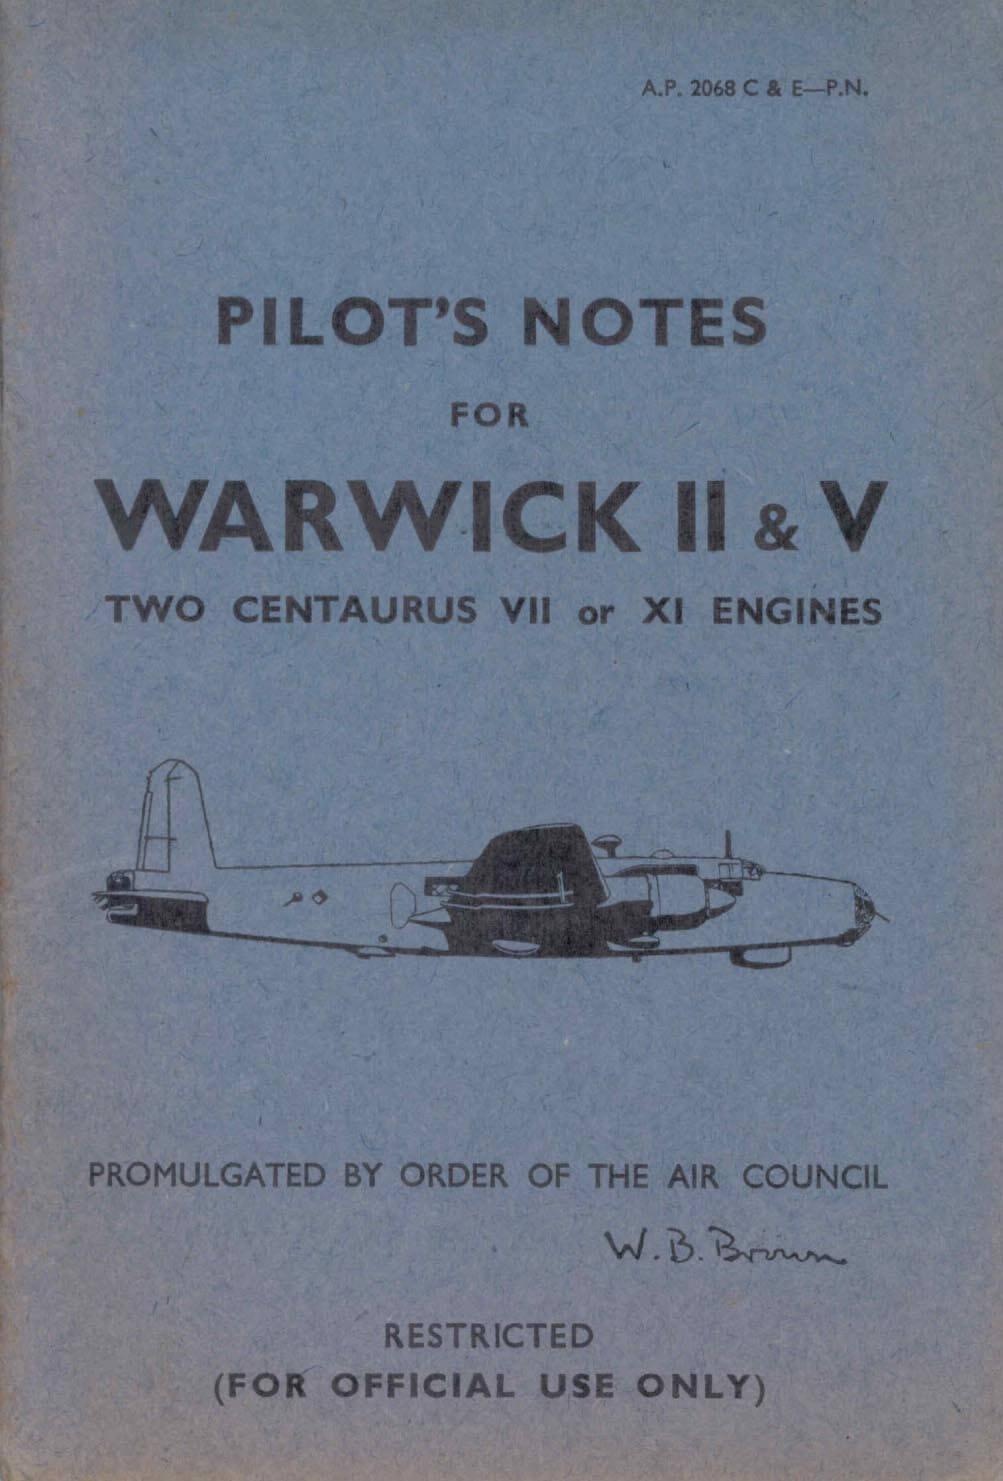 A.P. 2068 C & E—P.N.
PILOT'S NOTES
FOR
WARWICK II & V
TWO CENTAURUS VII or XI ENGINES
PROMULGATED BY ORDER OF THE AIR COUNCIL
W. B. Brown
RESTRICTED
(FOR OFFICIAL USE ONLY)